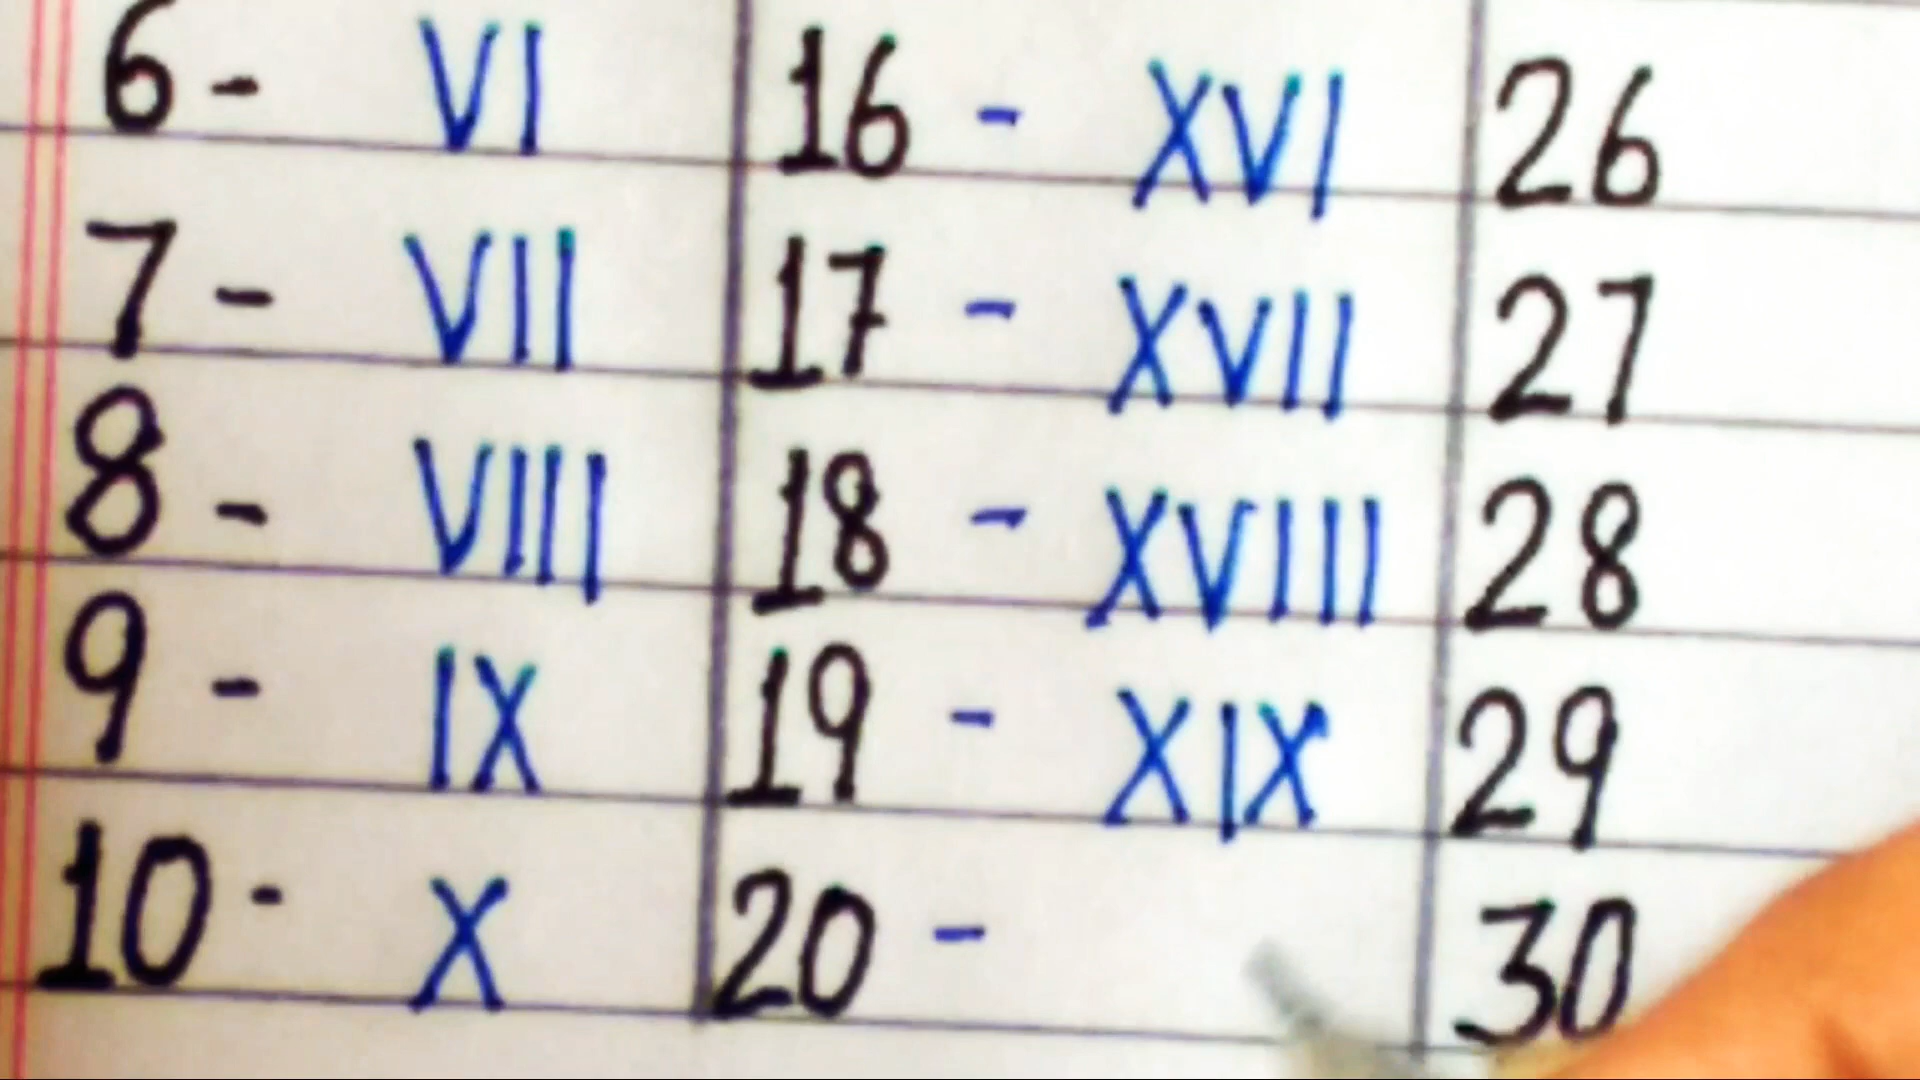 6 - VI 16 - XVI 26
7 - VII 17 - XVII 27
8 - VIII 18 - XVIII 28
9 - IX 19 - XIX 29
10 - X 20 - 30